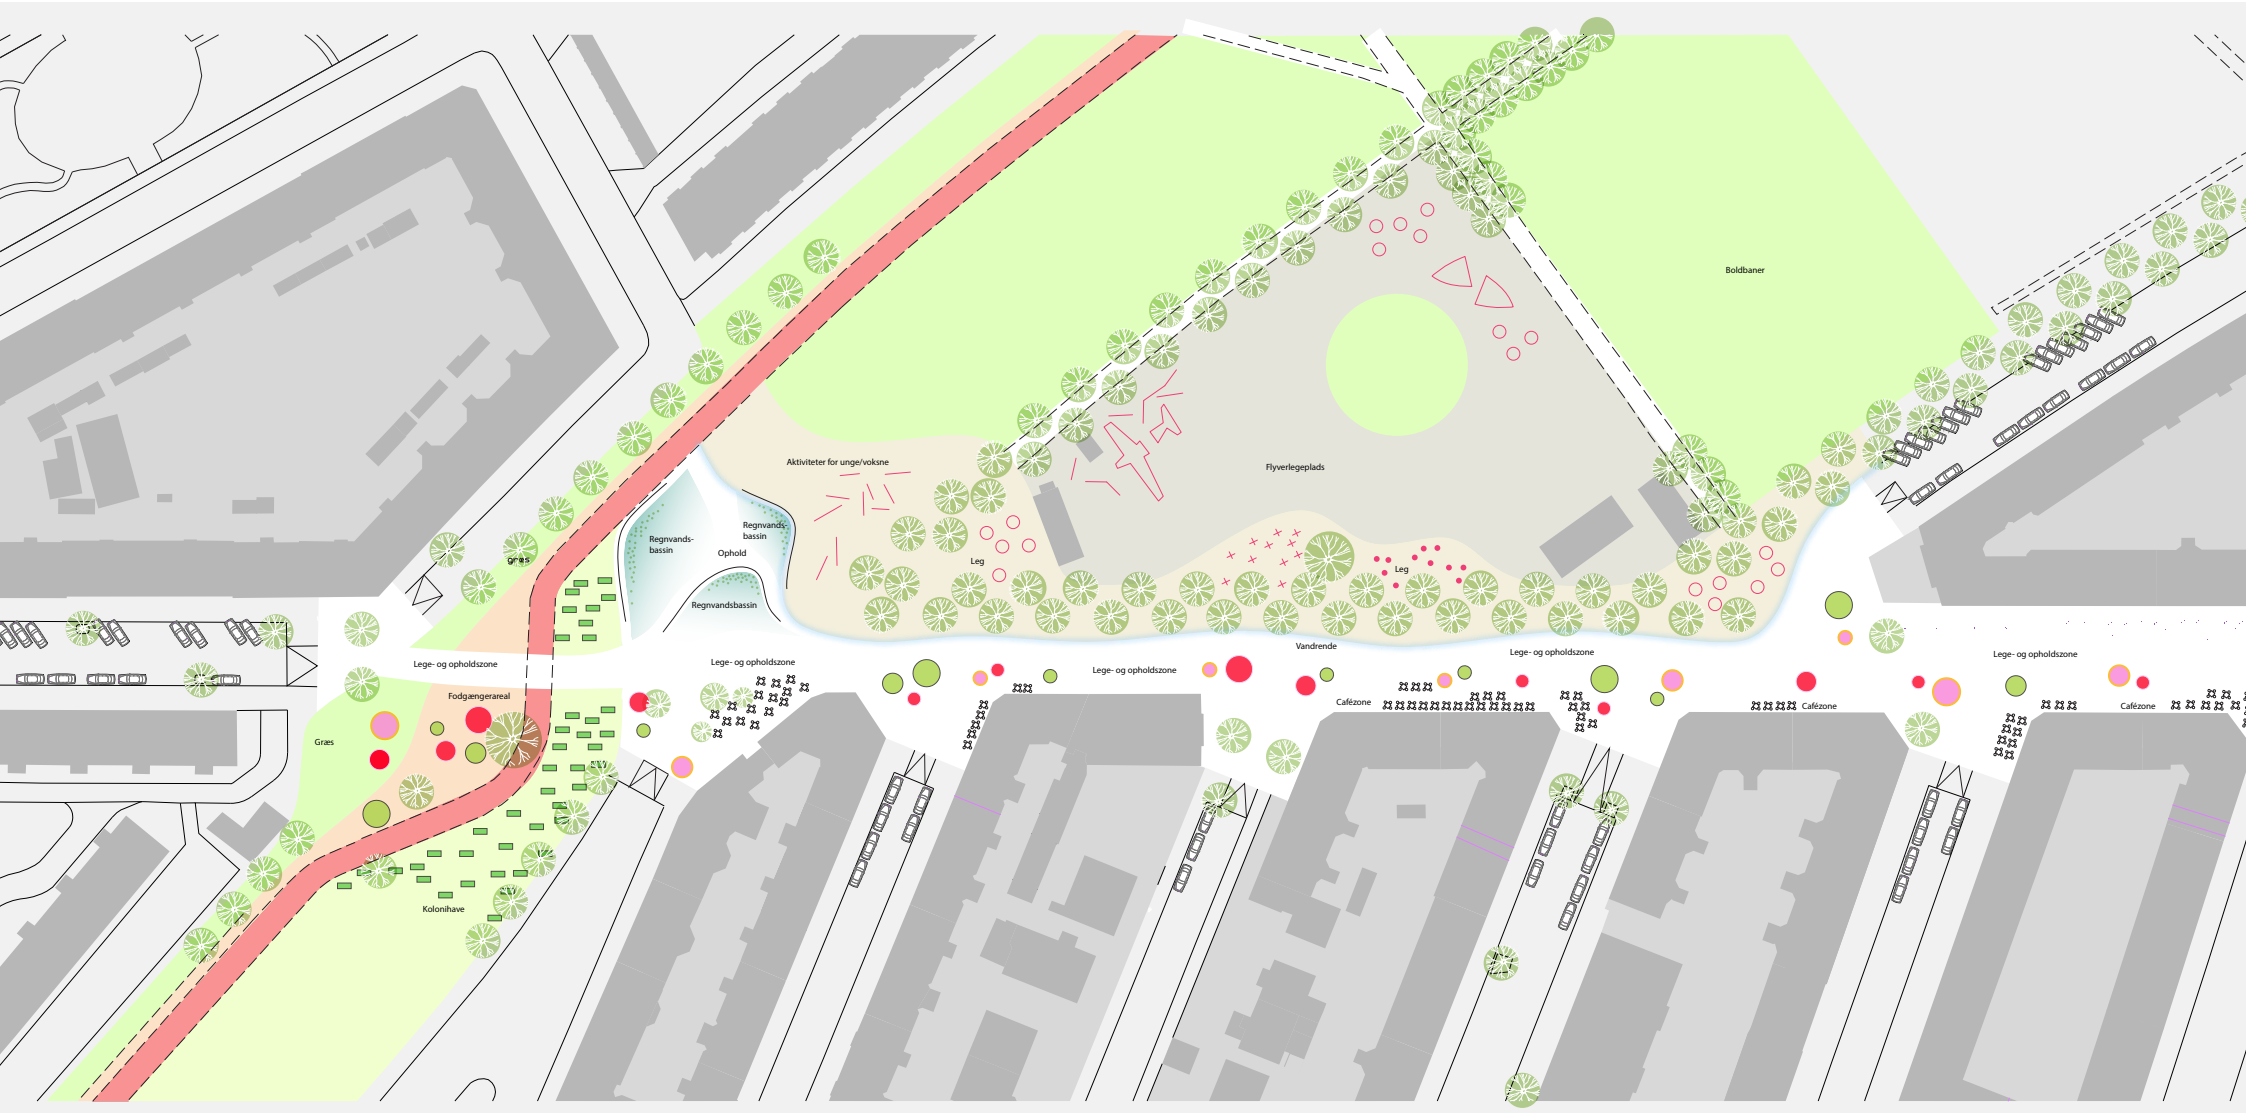 Boldbaner
Aktiviteter for unge/voksne
Flyverlegeplads
Regnvands-
bassin
Regnvands-
bassin
Ophold
græs
Leg
Leg
Regnvandsbassin
Vandrende
Lege- og opholdszone
Lege- og opholdszone
Lege- og opholdszone
Lege- og opholdszone
Lege- og opholdszone
Fodgængerareal
Cafézone
Cafézone
Cafézone
Græs
Kolonihave